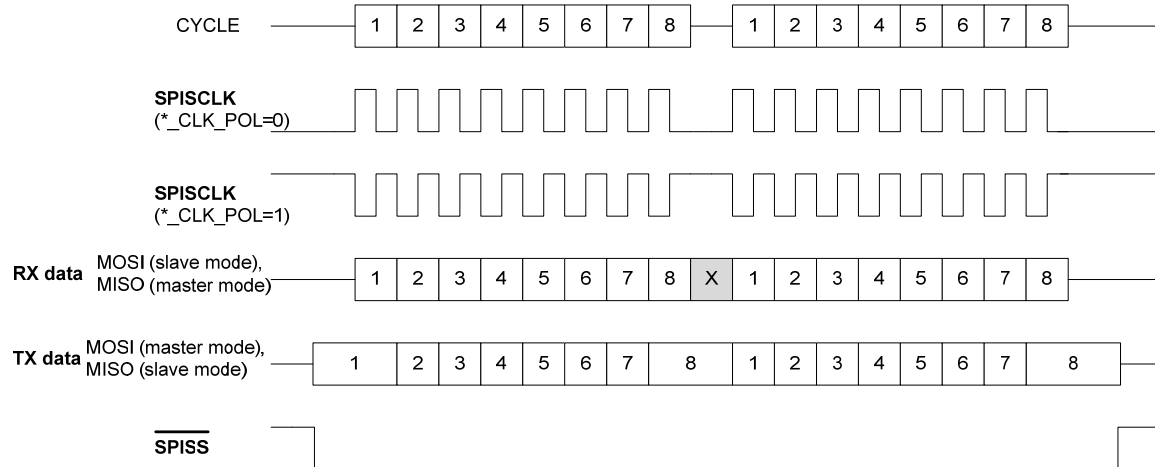 CYCLE 1 2 3 4 5 6 7 8 1 2 3 4 5 6 7 8
SPISCLK
(*_CLK_POL=0)
SPISCLK
(*_CLK_POL=1)
RX data MOSI (slave mode),
MISO (master mode) 1 2 3 4 5 6 7 8 X 1 2 3 4 5 6 7 8
TX data MOSI (master mode),
MISO (slave mode) 1 2 3 4 5 6 7 8 1 2 3 4 5 6 7 8
SPISS